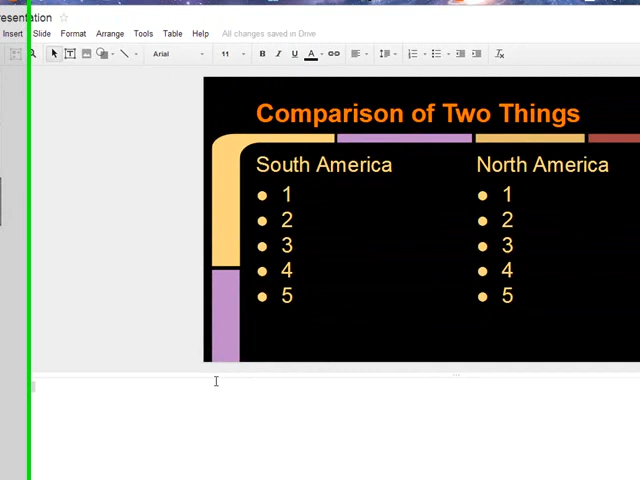 esentation
Insert Slide Format Arrange Tools Table Help All changes saved in Drive
Arial 11 B I U A
Comparison of Two Things
South America North America
1 1
2 2
3 3
4 4
5 5